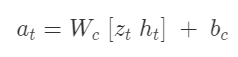 a_t = W_c [z_t h_t] + b_c